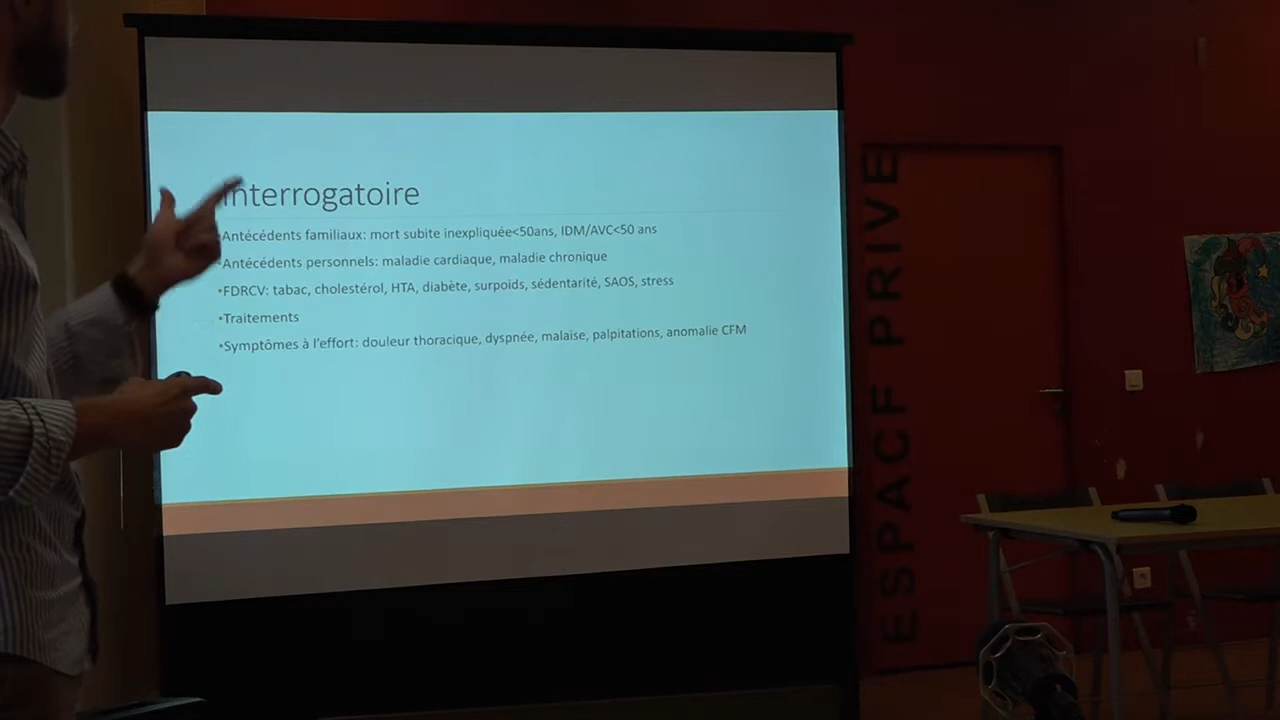 Interrogatoire
•Antécédents familiaux: mort subite inexpliquée<50ans, IDM/AVC<50 ans
•Antécédents personnels: maladie cardiaque, maladie chronique
•FDRCV: tabac, cholestérol, HTA, diabète, surpoids, sédentarité, SAOS, stress
•Traitements
•Symptômes à l'effort: douleur thoracique, dyspnée, malaise, palpitations, anomalie CFM
ESPACE PRIVE